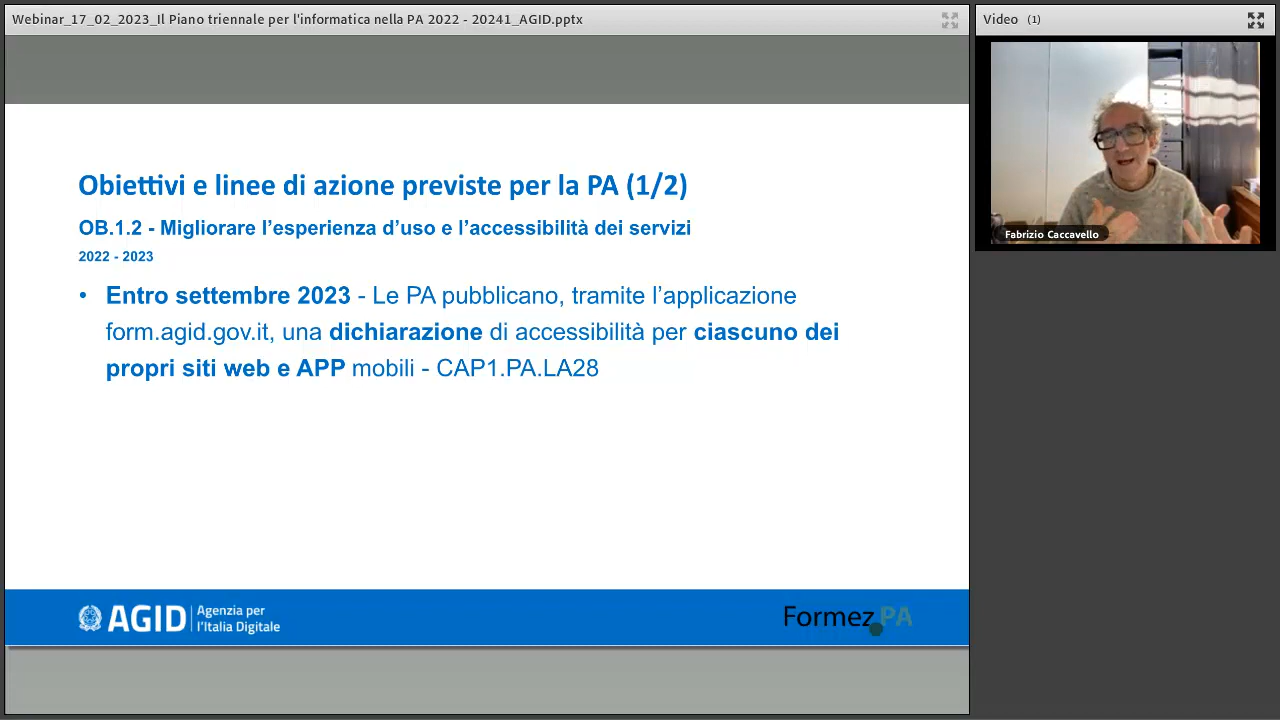 Webinar_17_02_2023_Il Piano triennale per l'informatica nella PA 2022 - 20241_AGID.pptx
Video (1)
Fabrizio Caccavello
Obiettivi e linee di azione previste per la PA (1/2)
OB.1.2 - Migliorare l’esperienza d’uso e l’accessibilità dei servizi
2022 - 2023
• Entro settembre 2023 - Le PA pubblicano, tramite l’applicazione
form.agid.gov.it, una dichiarazione di accessibilità per ciascuno dei
propri siti web e APP mobili - CAP1.PA.LA28
AGID Agenzia per
l’Italia Digitale
Formez PA